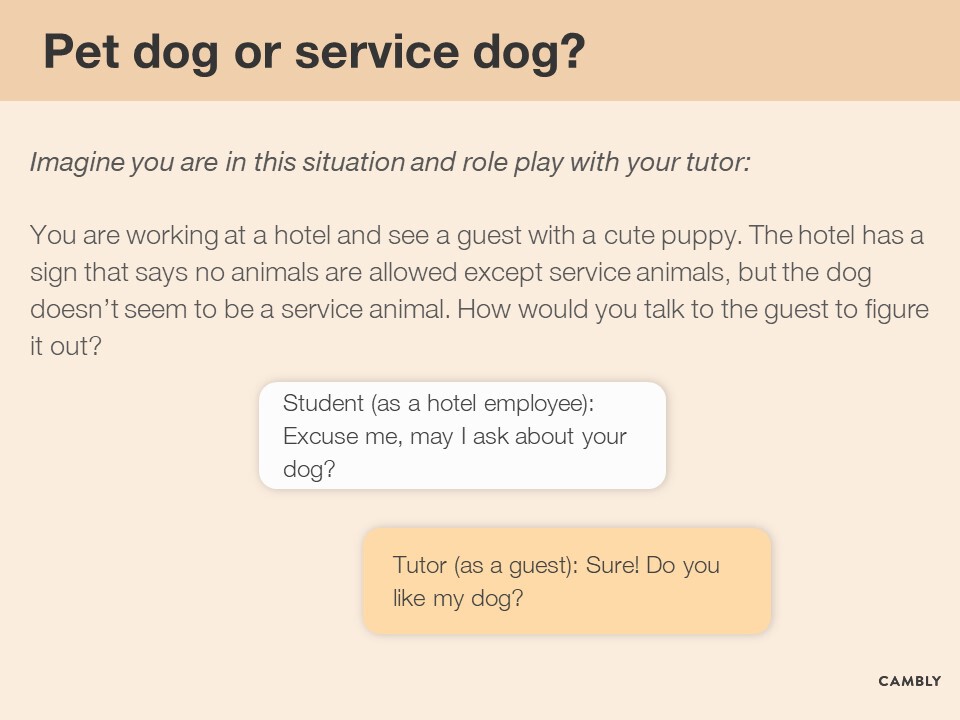 Pet dog or service dog?
Imagine you are in this situation and role play with your tutor:
You are working at a hotel and see a guest with a cute puppy. The hotel has a
sign that says no animals are allowed except service animals, but the dog
doesn’t seem to be a service animal. How would you talk to the guest to figure
it out?
Student (as a hotel employee):
Excuse me, may I ask about your
dog?
Tutor (as a guest): Sure! Do you
like my dog?
CAMBLY